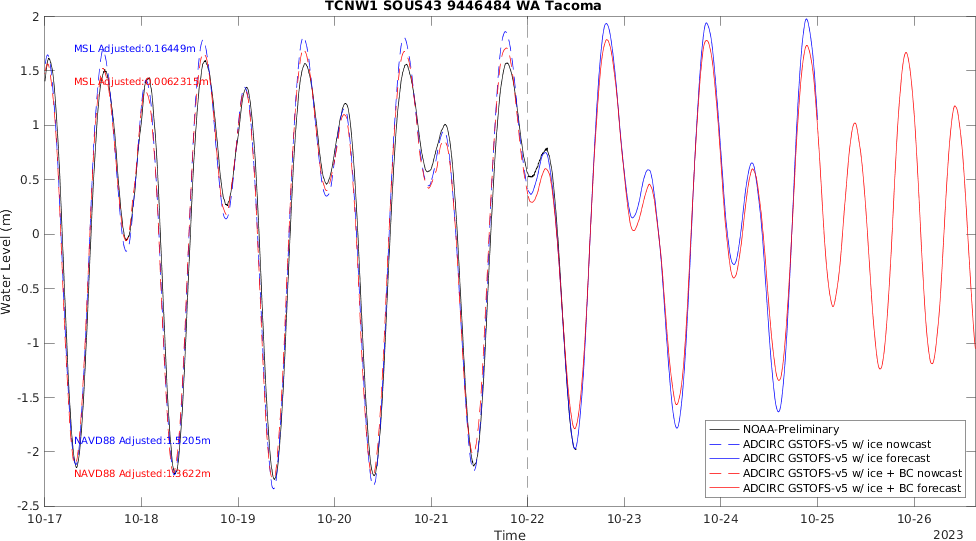 TCNW1 SOUS43 9446484 WA Tacoma
2
1.5
1
0.5
0
-0.5
-1
-1.5
-2
-2.5
Water Level (m)
MSL Adjusted:0.16449m
MSL Adjusted:0.0062315m
NAVD88 Adjusted:1.5205m
NAVD88 Adjusted:1.3622m
NOAA-Preliminary
ADCIRC GSTOFS-v5 w/ ice nowcast
ADCIRC GSTOFS-v5 w/ ice forecast
ADCIRC GSTOFS-v5 w/ ice + BC nowcast
ADCIRC GSTOFS-v5 w/ ice + BC forecast
10-17 10-18 10-19 10-20 10-21 10-22 10-23 10-24 10-25 10-26
Time
2023